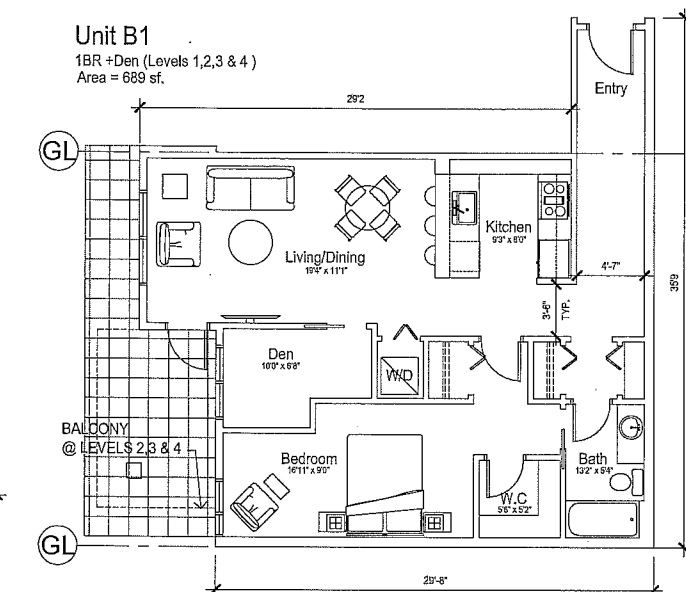 Unit B1
1BR +Den (Levels 1,2,3 & 4 )
Area = 689 sf.
29'2
Entry
GL
Kitchen
9'3" x 8'0"
Living/Dining
19'4" x 11'1"
4'-7"
35'9
3'-6"
TYP.
Den
10'0" x 6'8"
W/D
BALCONY
@ LEVELS 2,3 & 4
Bedroom
16'11" x 9'0"
Bath
13'2" x 5'4"
W.C
5'6" x 5'2"
GL
29'-8"